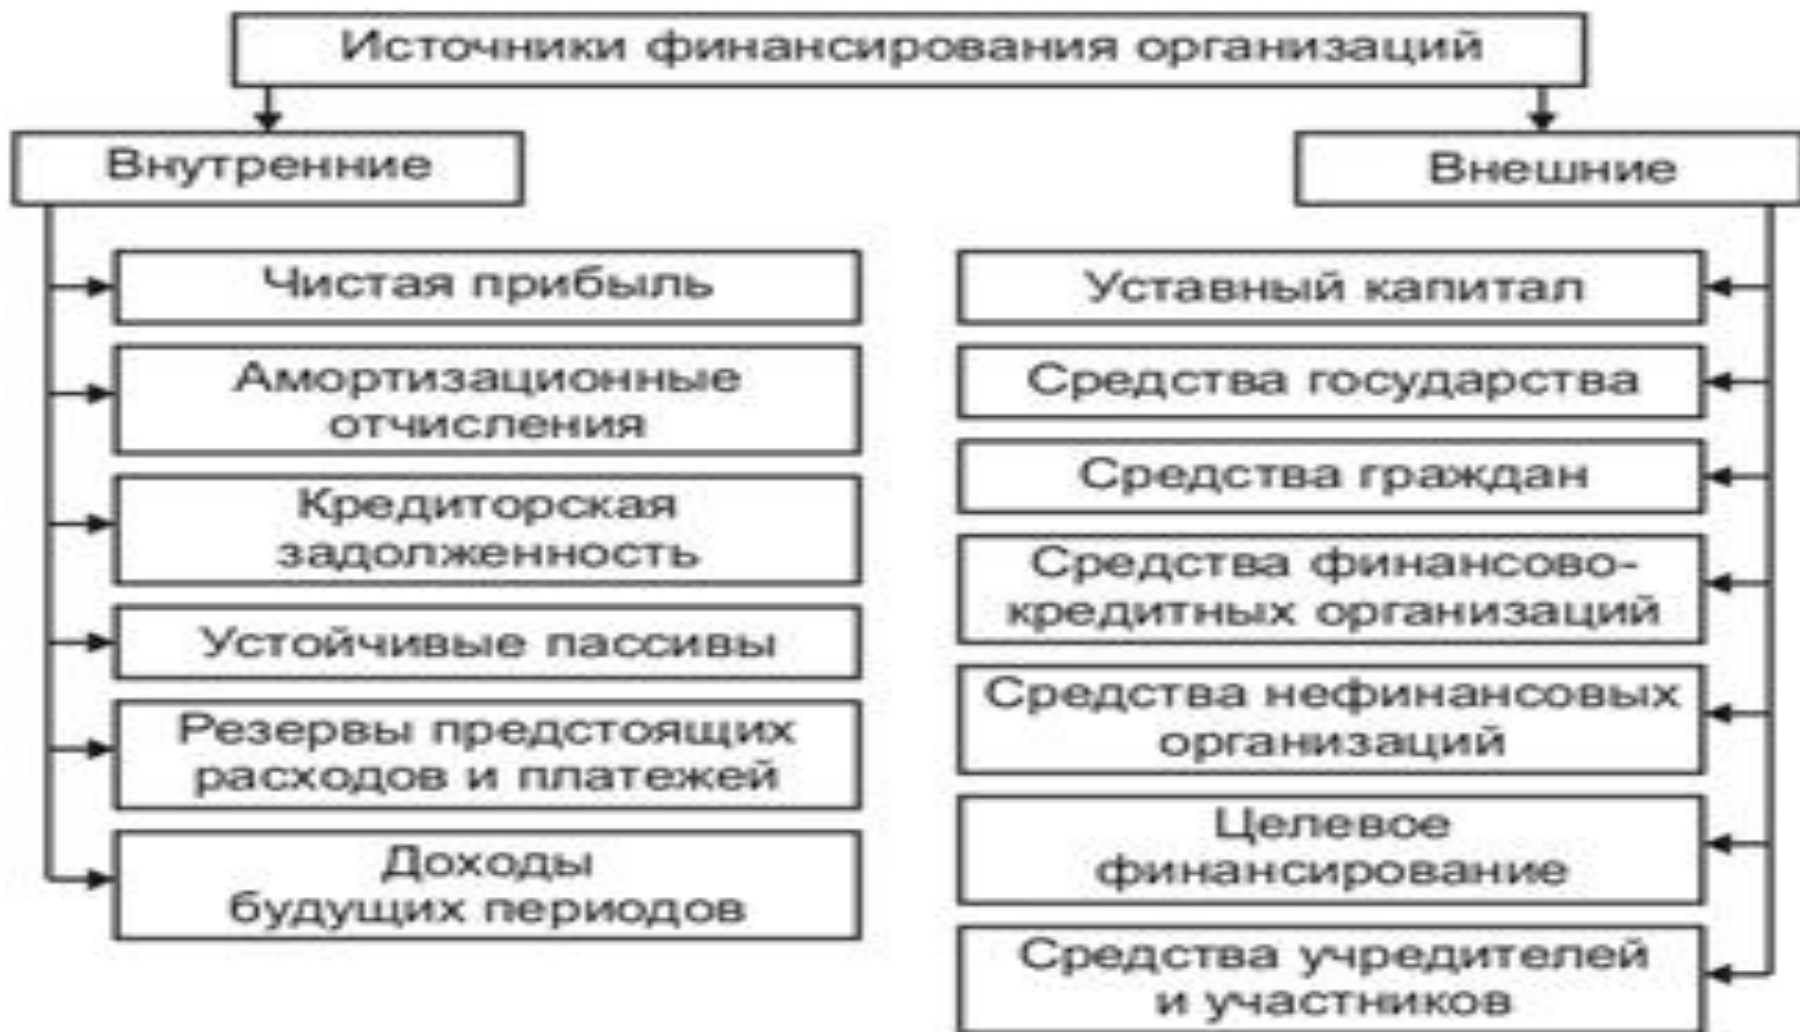 Источники финансирования организаций
Внутренние
Чистая прибыль
Амортизационные
отчисления
Кредиторская
задолженность
Устойчивые пассивы
Резервы предстоящих
расходов и платежей
Доходы
будущих периодов
Внешние
Уставный капитал
Средства государства
Средства граждан
Средства финансово-
кредитных организаций
Средства нефинансовых
организаций
Целевое
финансирование
Средства учредителей
и участников